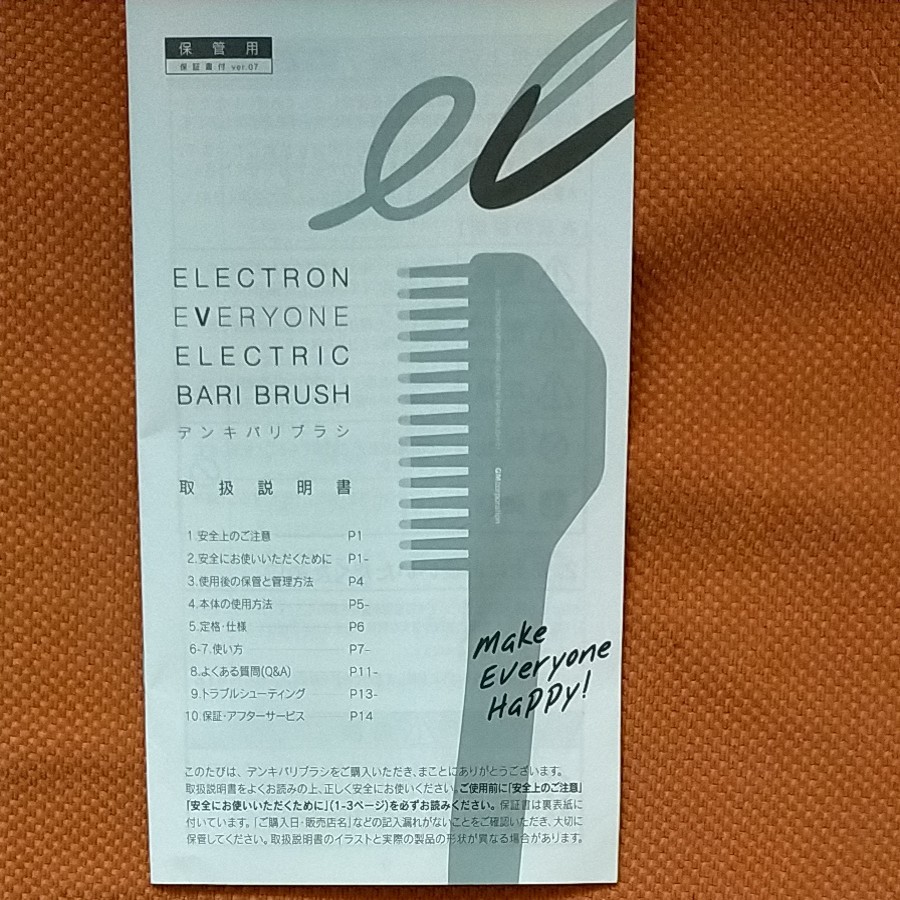 保管用
保証書付 ver.07
el
ELECTRON
EVERYONE
ELECTRIC
BARI BRUSH
デンキバリブラシ
取扱説明書
1.安全上のご注意 P1
2.安全にお使いいただくために P1-
3.使用後の保管と管理方法 P4
4.本体の使用方法 P5-
5.定格・仕様 P6
6-7.使い方 P7-
8.よくある質問(Q&A) P11-
9.トラブルシューティング P13-
10.保証・アフターサービス P14
GMcorporation
Make
Everyone
Happy!
このたびは、デンキバリブラシをご購入いただき、まことにありがとうございます。
取扱説明書をよくお読みの上、正しく安全にお使いください。ご使用前に「安全上のご注意」
「安全にお使いいただくために」(1-3ページ)を必ずお読みください。保証書は裏表紙に
付いています。「ご購入日・販売店名」などの記入漏れがないことをご確認いただき、大切に
保管してください。取扱説明書のイラストと実際の製品の形状が異なる場合があります。